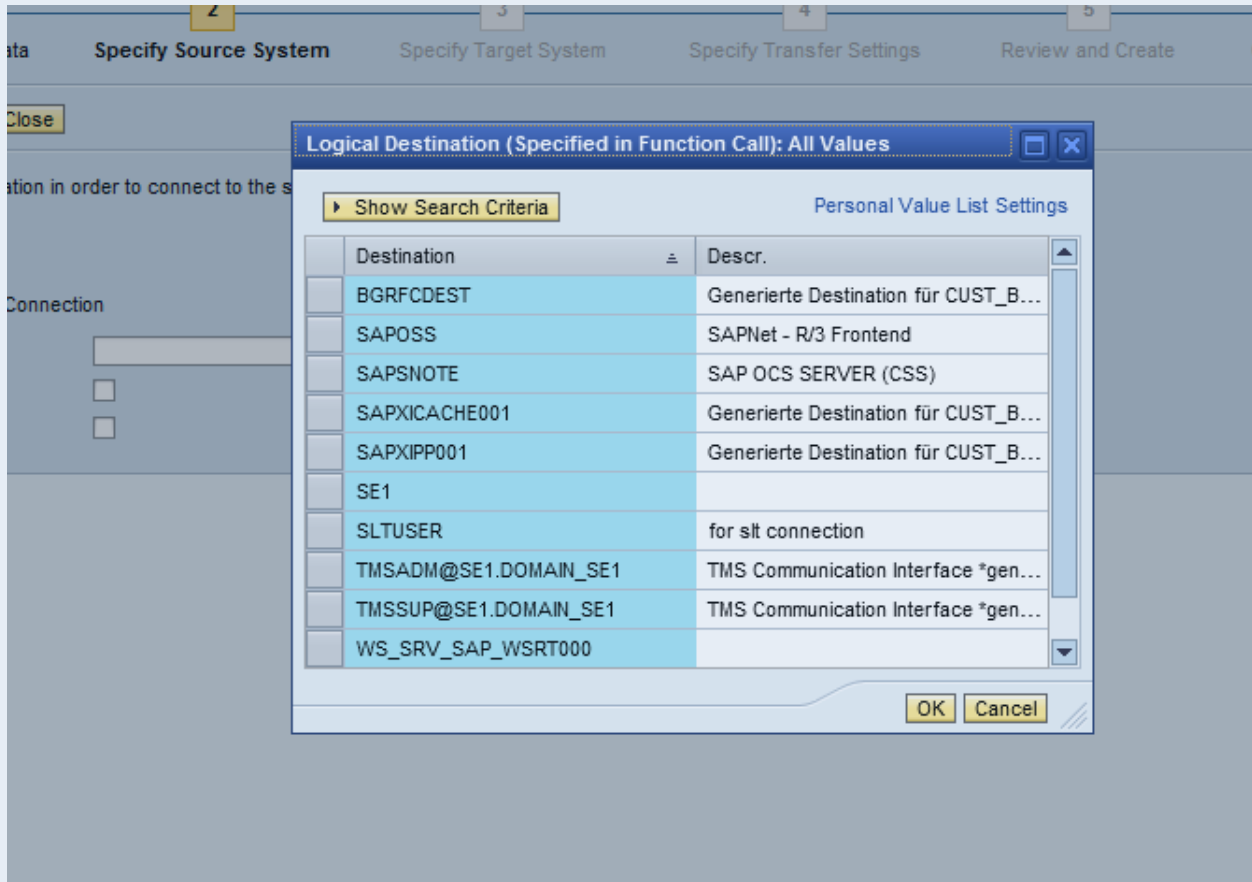 2 3 4 5
ata Specify Source System Specify Target System Specify Transfer Settings Review and Create
Close
Logical Destination (Specified in Function Call): All Values
ation in order to connect to the s
Show Search Criteria Personal Value List Settings
Destination Descr.
BGRFCDEST Generierte Destination für CUST_B...
Connection
SAPOSS SAPNet - R/3 Frontend
SAPSNOTE SAP OCS SERVER (CSS)
SAPXICACHE001 Generierte Destination für CUST_B...
SAPXIPP001 Generierte Destination für CUST_B...
SE1
SLTUSER for slt connection
TMSADM@SE1.DOMAIN_SE1 TMS Communication Interface *gen...
TMSSUP@SE1.DOMAIN_SE1 TMS Communication Interface *gen...
WS_SRV_SAP_WSRT000
OK Cancel